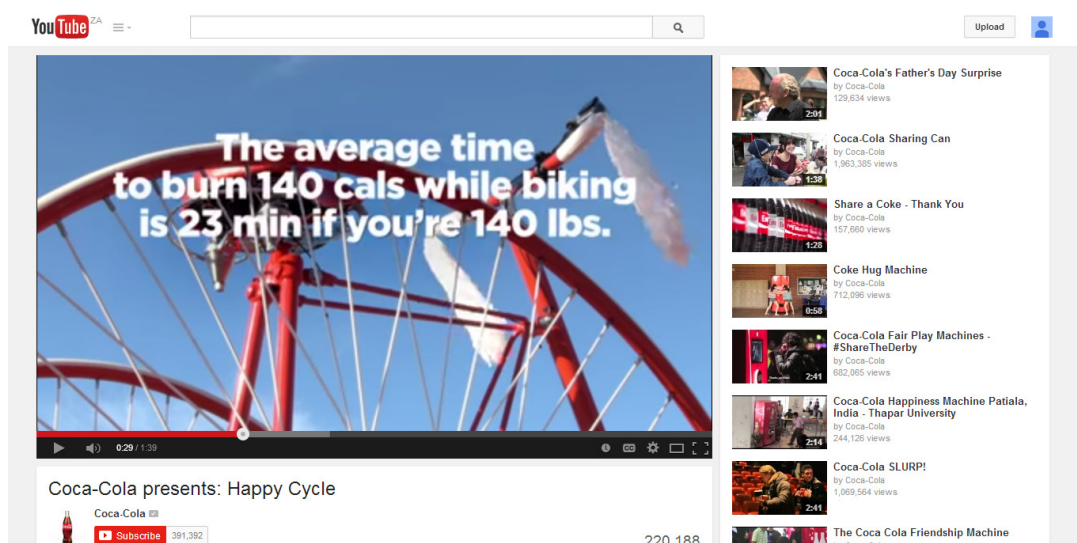 You Tube ZA
Upload
The average time
to burn 140 cals while biking
is 23 min if you're 140 lbs.
0:29 / 1:39
CC
Coca-Cola presents: Happy Cycle
Coca-Cola
Subscribe 391,392
220,188
2:01
Coca-Cola's Father's Day Surprise
by Coca-Cola
129,634 views
1:38
Coca-Cola Sharing Can
by Coca-Cola
1,963,385 views
1:28
Share a Coke - Thank You
by Coca-Cola
157,660 views
0:58
Coke Hug Machine
by Coca-Cola
712,096 views
2:41
Coca-Cola Fair Play Machines -
#ShareTheDerby
by Coca-Cola
682,065 views
2:14
Coca-Cola Happiness Machine Patiala,
India - Thapar University
by Coca-Cola
244,126 views
2:41
Coca-Cola SLURP!
by Coca-Cola
1,069,564 views
The Coca Cola Friendship Machine